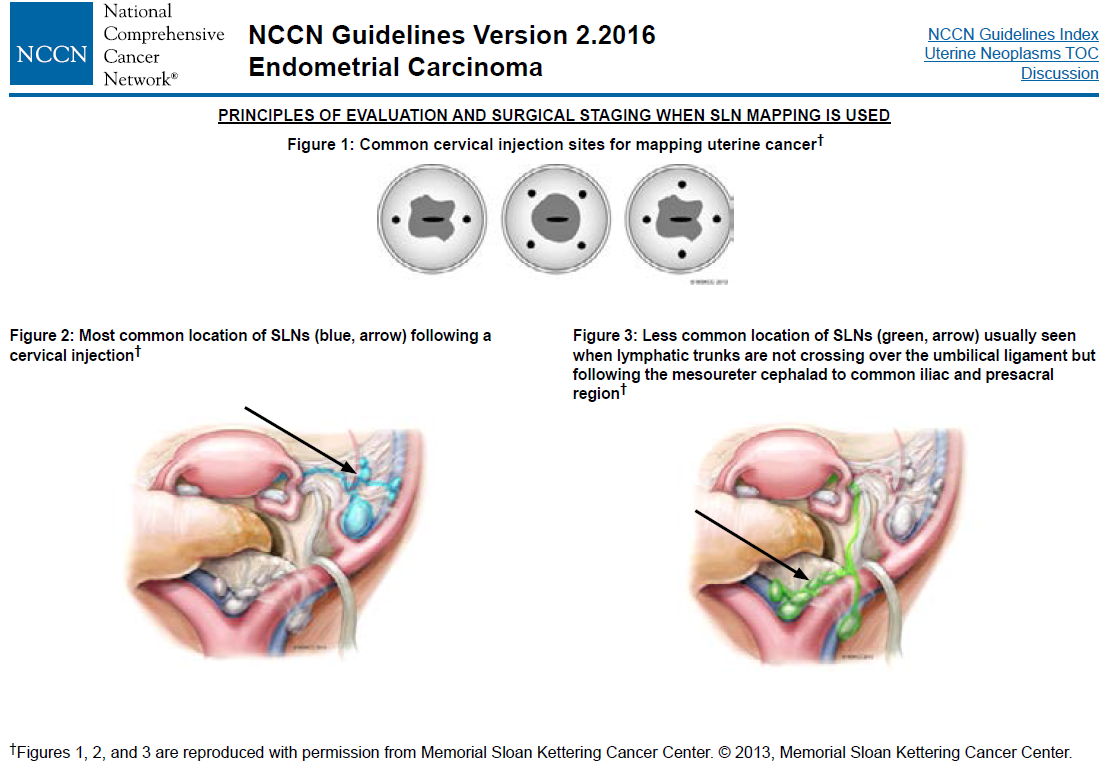 National
Comprehensive
Cancer
Network®
NCCN
NCCN Guidelines Version 2.2016
Endometrial Carcinoma
NCCN Guidelines Index
Uterine Neoplasms TOC
Discussion
PRINCIPLES OF EVALUATION AND SURGICAL STAGING WHEN SLN MAPPING IS USED
Figure 1: Common cervical injection sites for mapping uterine cancer†
©MSKCC 2013
Figure 2: Most common location of SLNs (blue, arrow) following a
cervical injection†
Figure 3: Less common location of SLNs (green, arrow) usually seen
when lymphatic trunks are not crossing over the umbilical ligament but
following the mesoureter cephalad to common iliac and presacral
region†
†Figures 1, 2, and 3 are reproduced with permission from Memorial Sloan Kettering Cancer Center. © 2013, Memorial Sloan Kettering Cancer Center.